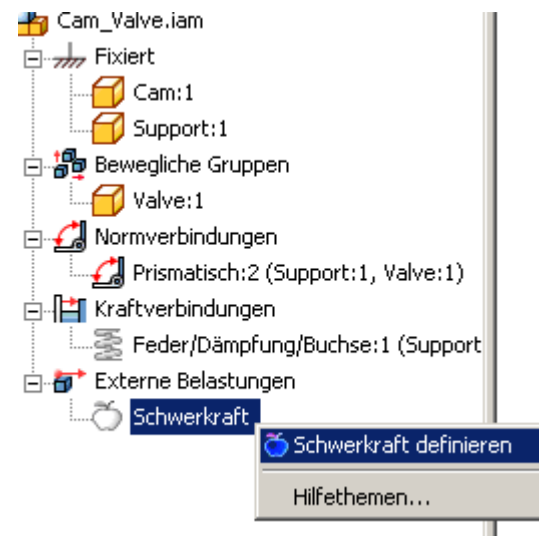 Cam_Valve.iam
Fixiert
Cam:1
Support:1
Bewegliche Gruppen
Valve:1
Normverbindungen
Prismatisch:2 (Support:1, Valve:1)
Kraftverbindungen
Feder/Dämpfung/Buchse:1 (Support
Externe Belastungen
Schwerkraft
Schwerkraft definieren
Hilfethemen...